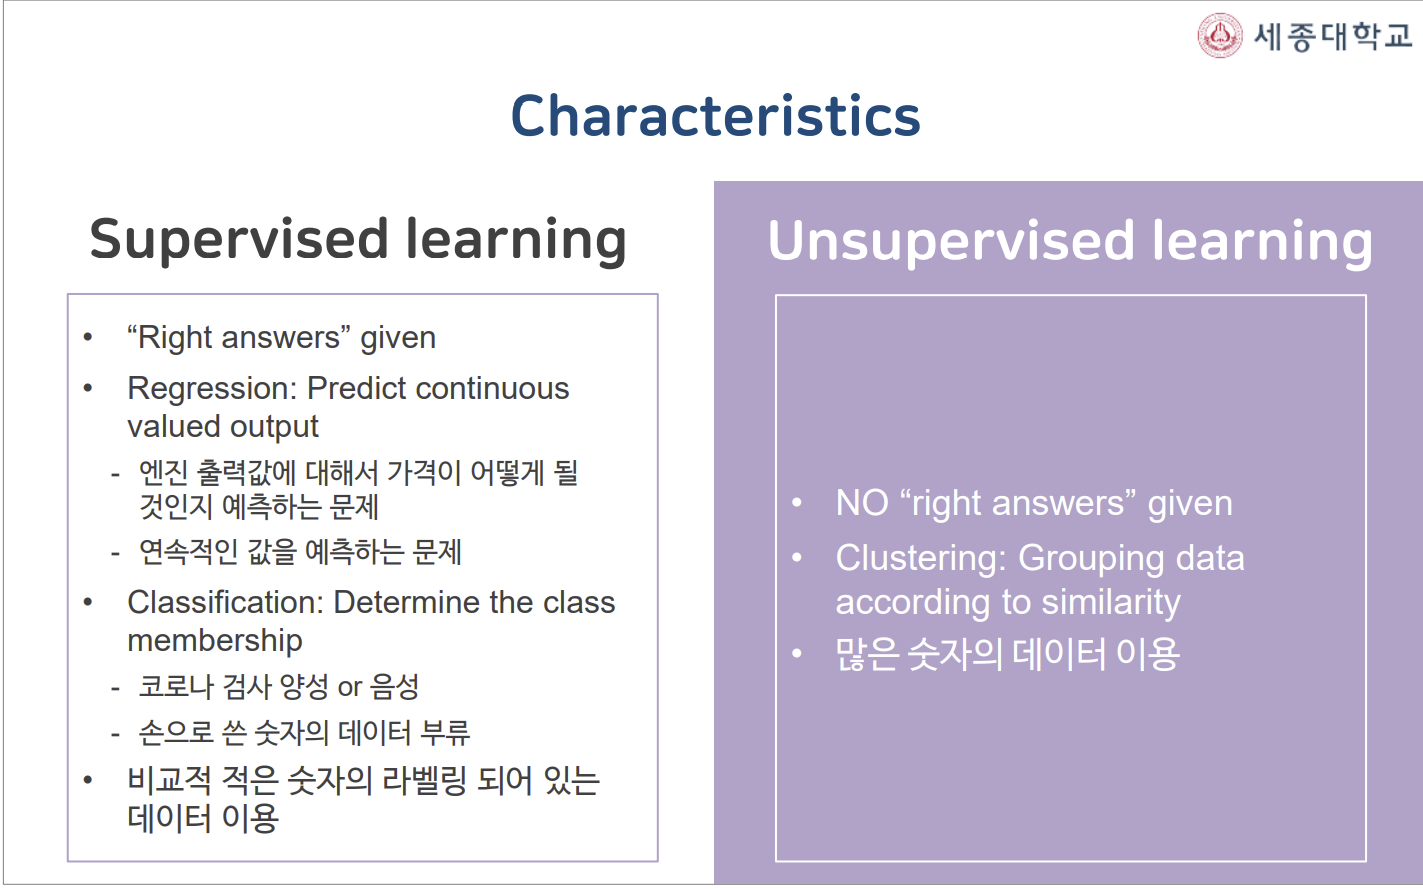 세종대학교
Characteristics
Supervised learning
• “Right answers” given
• Regression: Predict continuous
valued output
- 엔진 출력값에 대해서 가격이 어떻게 될
것인지 예측하는 문제
- 연속적인 값을 예측하는 문제
• Classification: Determine the class
membership
- 코로나 검사 양성 or 음성
- 손으로 쓴 숫자의 데이터 부류
• 비교적 적은 숫자의 라벨링 되어 있는
데이터 이용
Unsupervised learning
• NO “right answers” given
• Clustering: Grouping data
according to similarity
• 많은 숫자의 데이터 이용